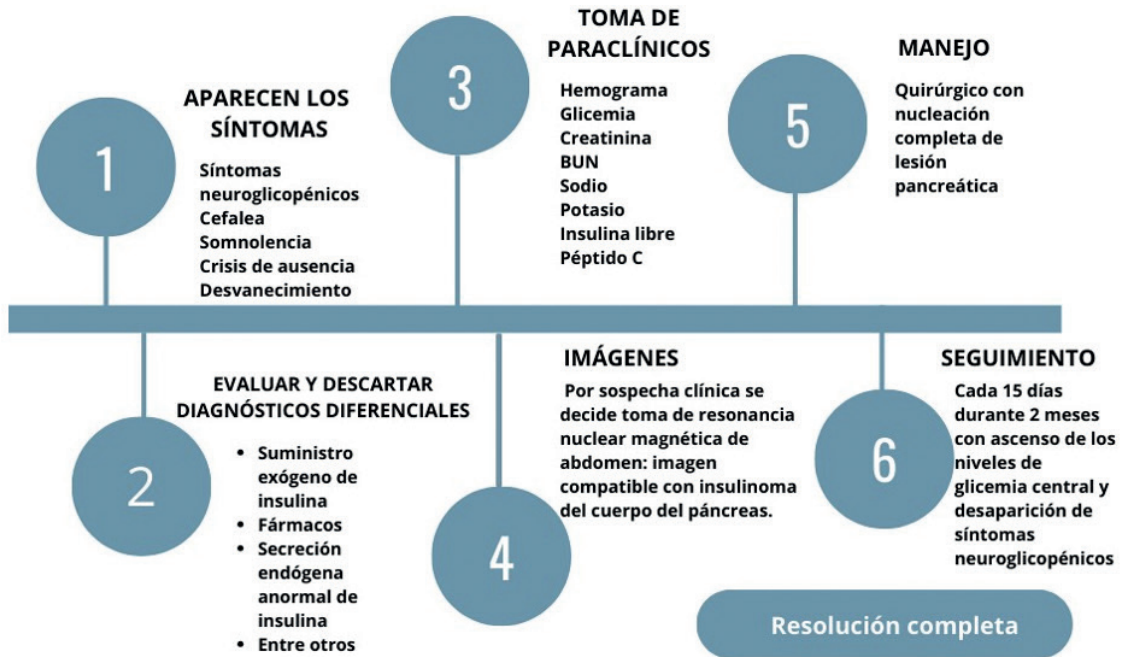 1
APARECEN LOS
SÍNTOMAS
Síntomas
neuroglicopénicos
Cefalea
Somnolencia
Crisis de ausencia
Desvanecimiento
2
EVALUAR Y DESCARTAR
DIAGNÓSTICOS DIFERENCIALES
• Suministro
exógeno de
insulina
• Fármacos
• Secreción
endógena
anormal de
insulina
• Entre otros
3
TOMA DE
PARACLÍNICOS
Hemograma
Glicemia
Creatinina
BUN
Sodio
Potasio
Insulina libre
Péptido C
4
IMÁGENES
Por sospecha clínica se
decide toma de resonancia
nuclear magnética de
abdomen: imagen
compatible con insulinoma
del cuerpo del páncreas.
5
MANEJO
Quirúrgico con
nucleación
completa de
lesión
pancreática
6
SEGUIMIENTO
Cada 15 días
durante 2 meses
con ascenso de los
niveles de
glicemia central y
desaparición de
síntomas
neuroglicopénicos
Resolución completa